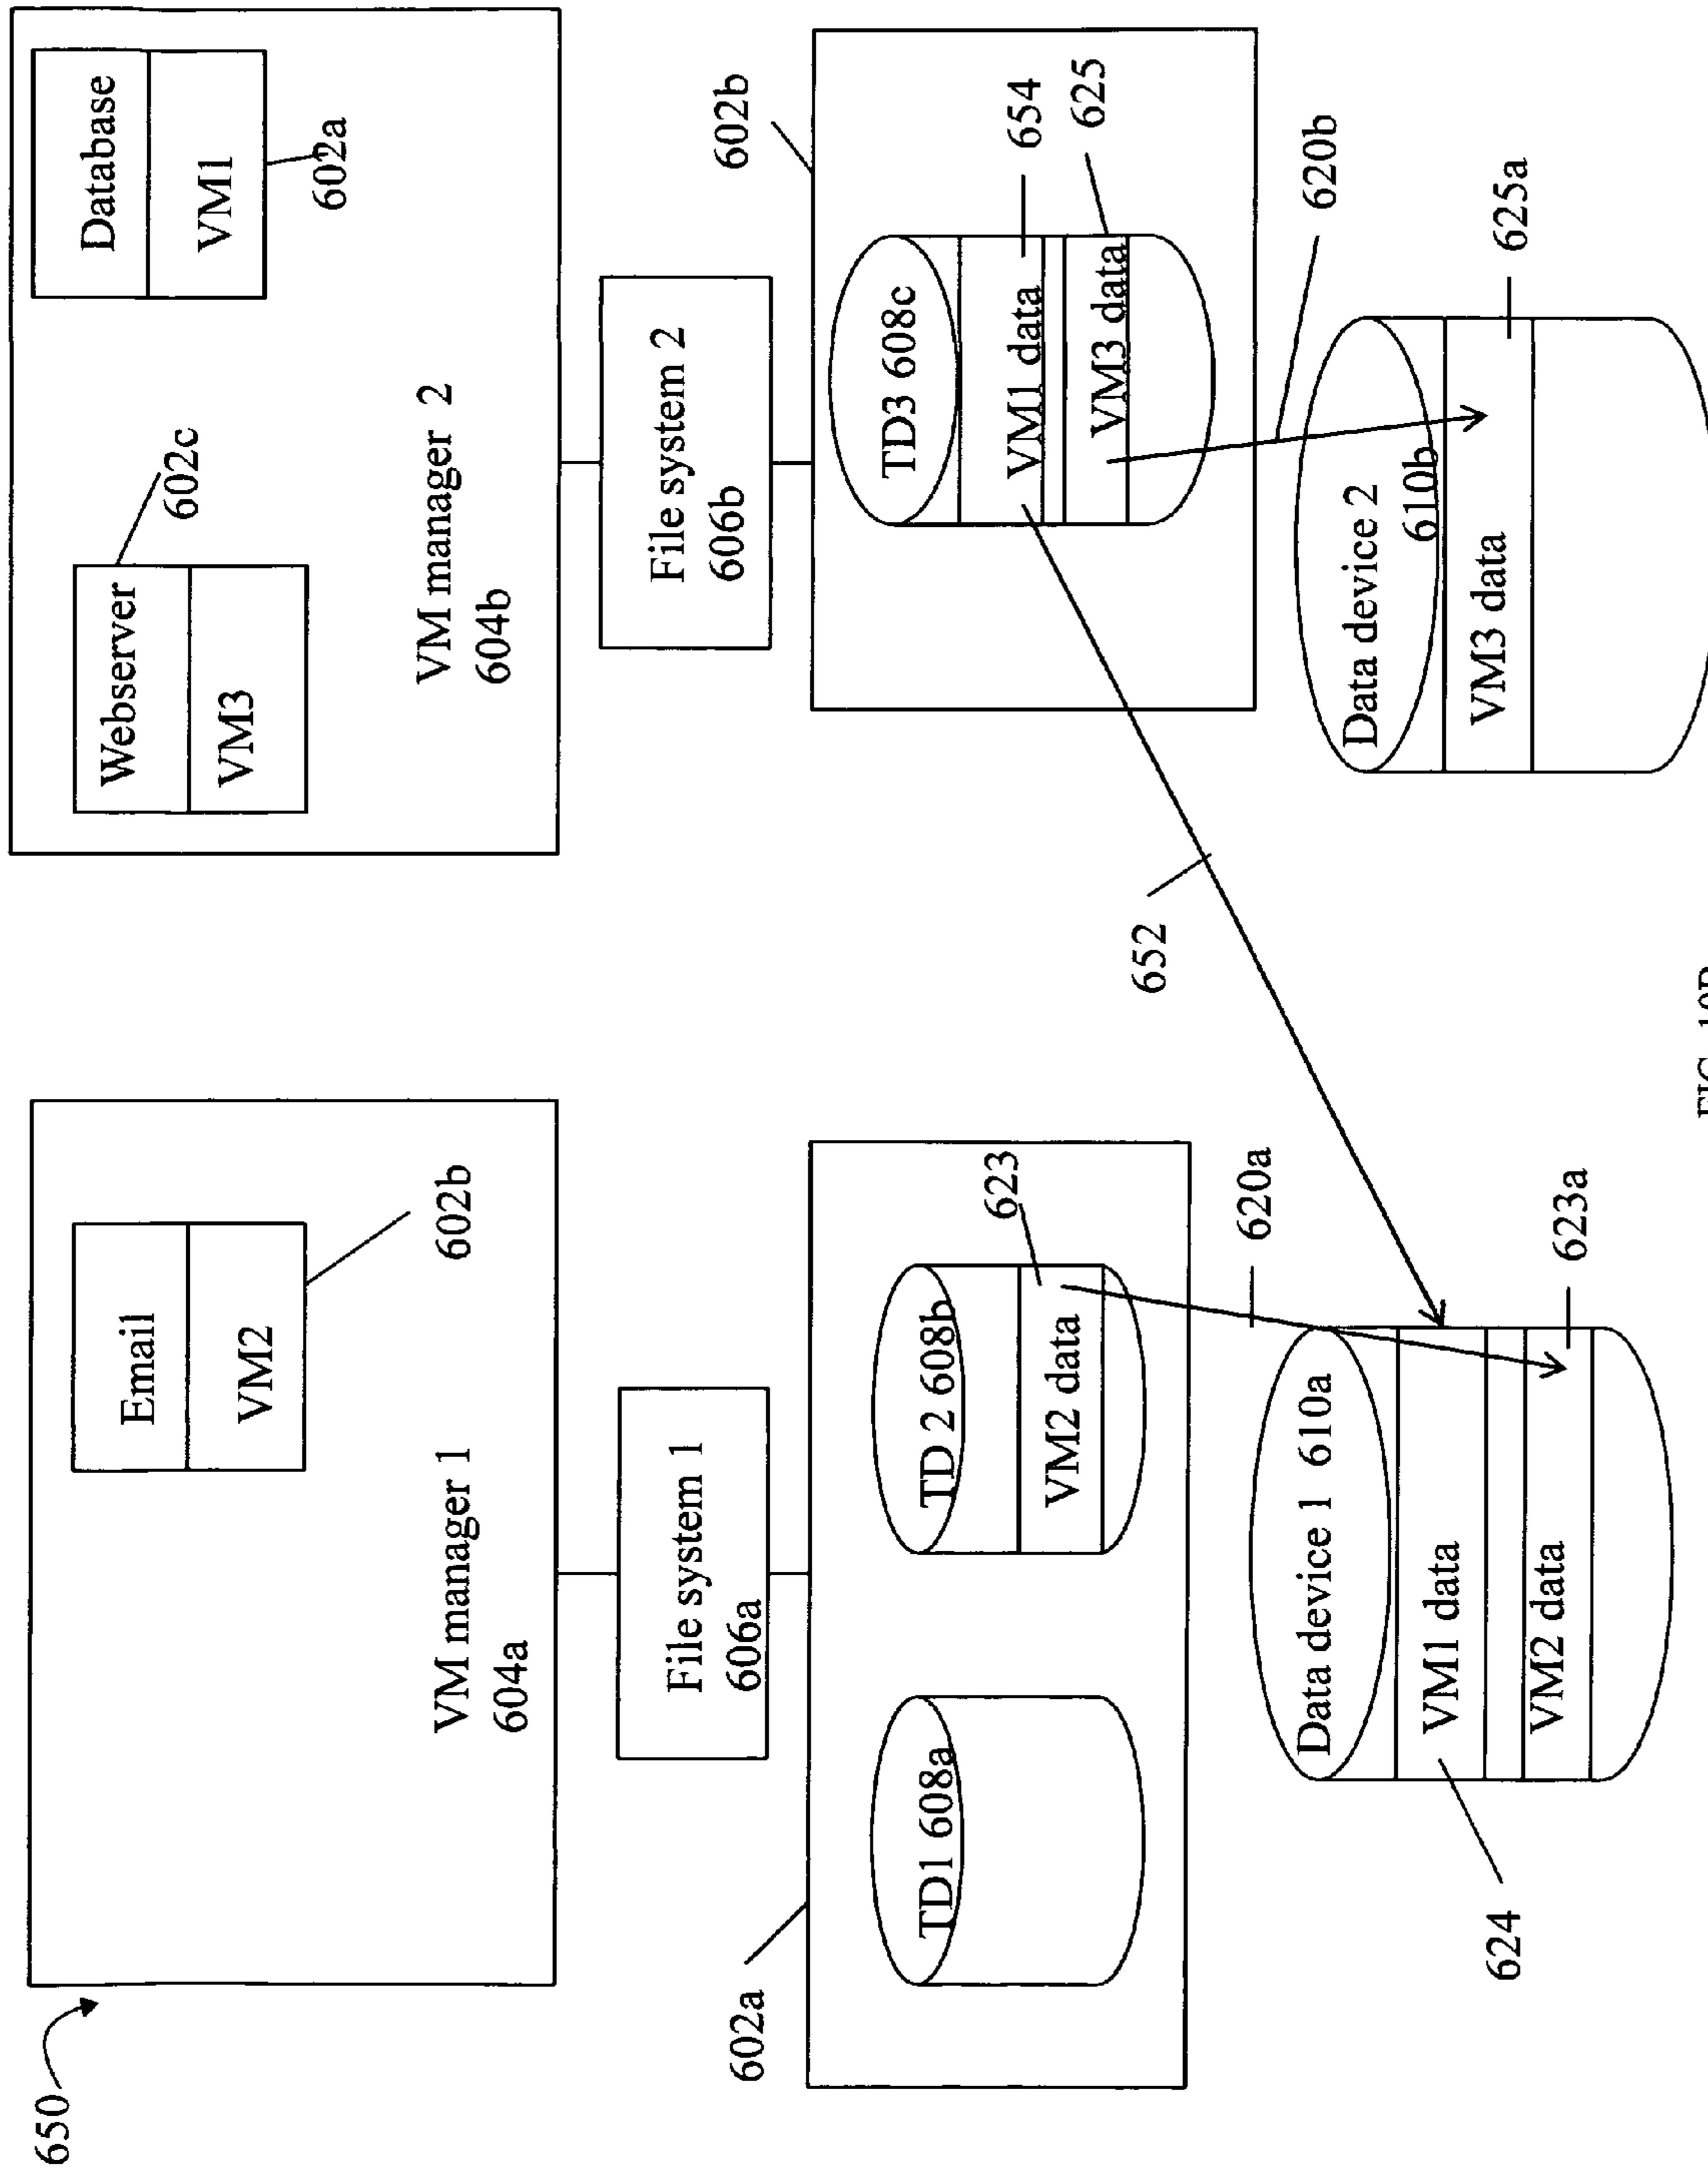 650
Email
VM2
602b
VM manager 1
604a
File system 1
606a
602a
TD1 608a
TD 2 608b
VM2 data
623
620a
Data device 1 610a
VM1 data
VM2 data
624
623a
Webserver
VM3
602c
Database
VM1
602a
VM manager 2
604b
File system 2
606b
602b
TD3 608c
VM1 data
VM3 data
654
625
652
620b
Data device 2
610b
VM3 data
625a
FIG.